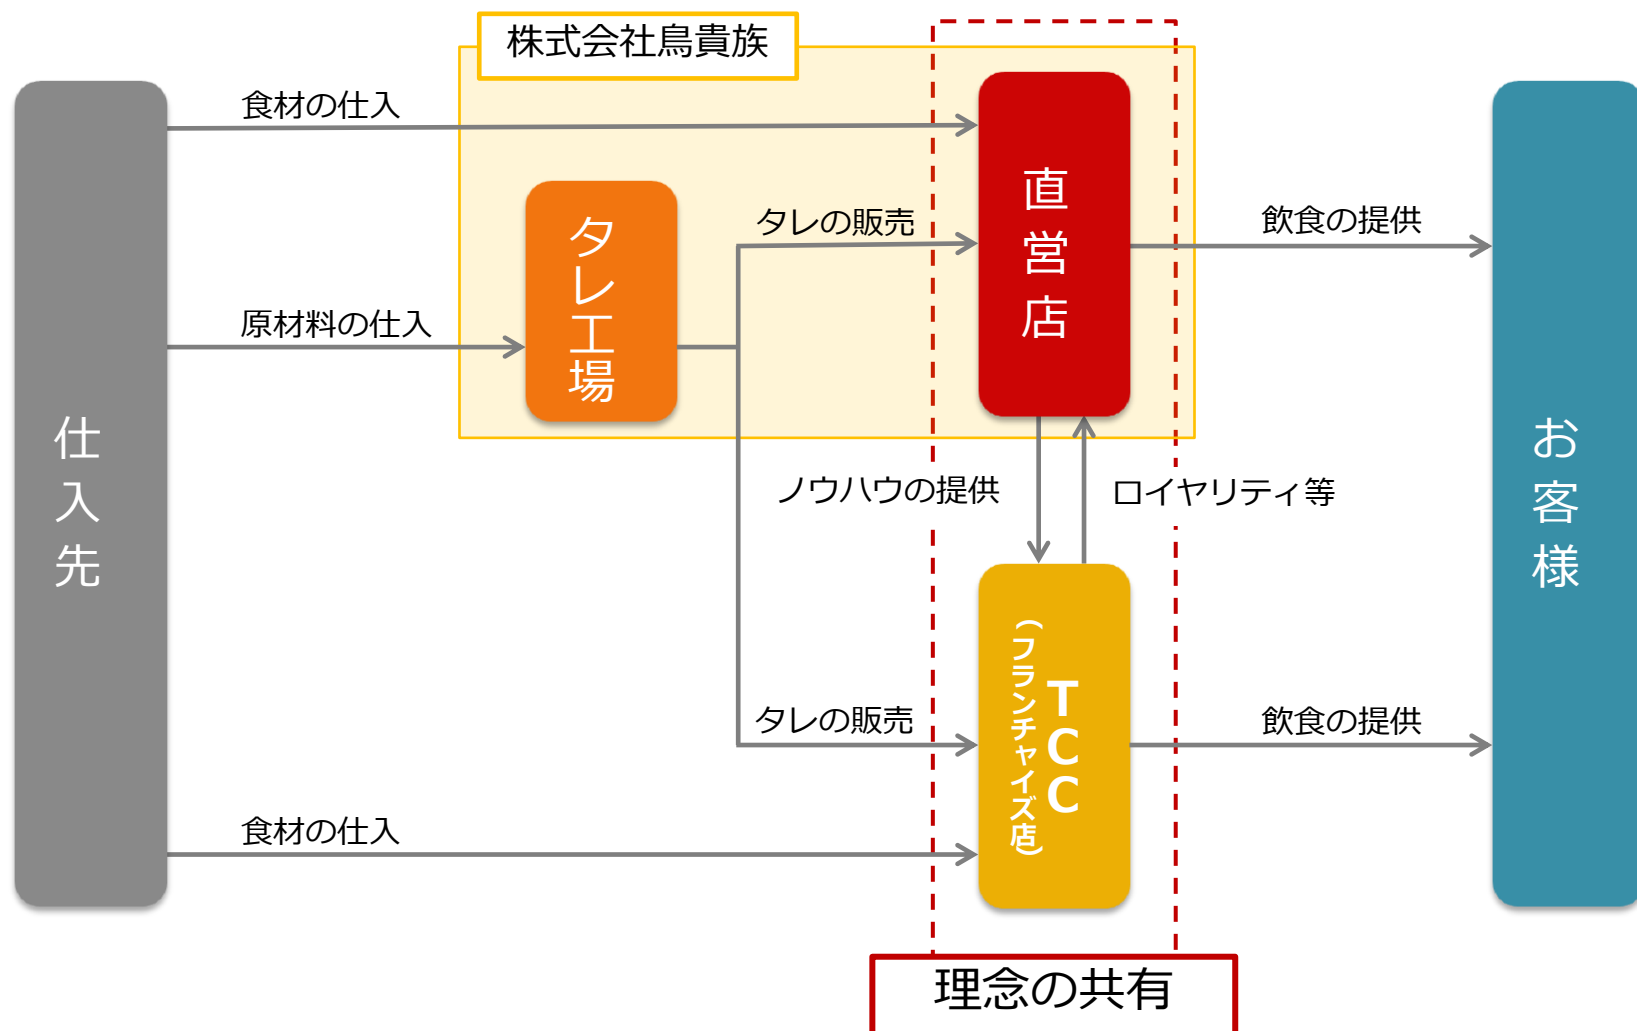 株式会社鳥貴族
食材の仕入
直営店
タレ工場
タレの販売
飲食の提供
原材料の仕入
仕入先
お客様
ノウハウの提供
ロイヤリティ等
TCC
(フランチャイズ店)
タレの販売
飲食の提供
食材の仕入
理念の共有